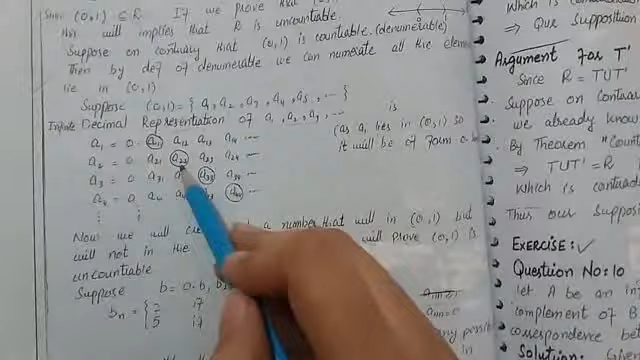 Since (0,1) ⊆ R If we prove that
this will implies that R is uncountable.
Suppose on contrary that (0,1) is countable. (denumerable)
Then by def of denumerable we can numerate all the
lie in (0,1)
Suppose (0,1) = { a₁, a₂, a₃, a₄, a₅, ... }
Infinite Decimal Representation of a₁, a₂, a₃, ... is
a₁ = 0. a₁₁ a₁₂ a₁₃ a₁₄ ...
(as a₁ lies in (0,1) so
a₂ = 0. a₂₁ a₂₂ a₂₃ a₂₄ ...
it will be of form 0.
a₃ = 0. a₃₁ a₃₃ a₃₄ ...
a₄ = 0. a₄₁ a₄₄ ...
Now we will a number that will in (0,1) but
will not in the will prove (0,1) is
uncountable
Suppose b = 0.b₁
bₙ = { 2 if
5 if
Which is
⇒ Our Supposition
Argument For T'
Since R = TUT'
Suppose on
we already know
By Theorem "Count
⇒ TUT' = R
Which is
Thus our Suppos
EXERCISE: ✓
Question No: 10
Let A be an in
complement of B
correspondence be
Solution: Give